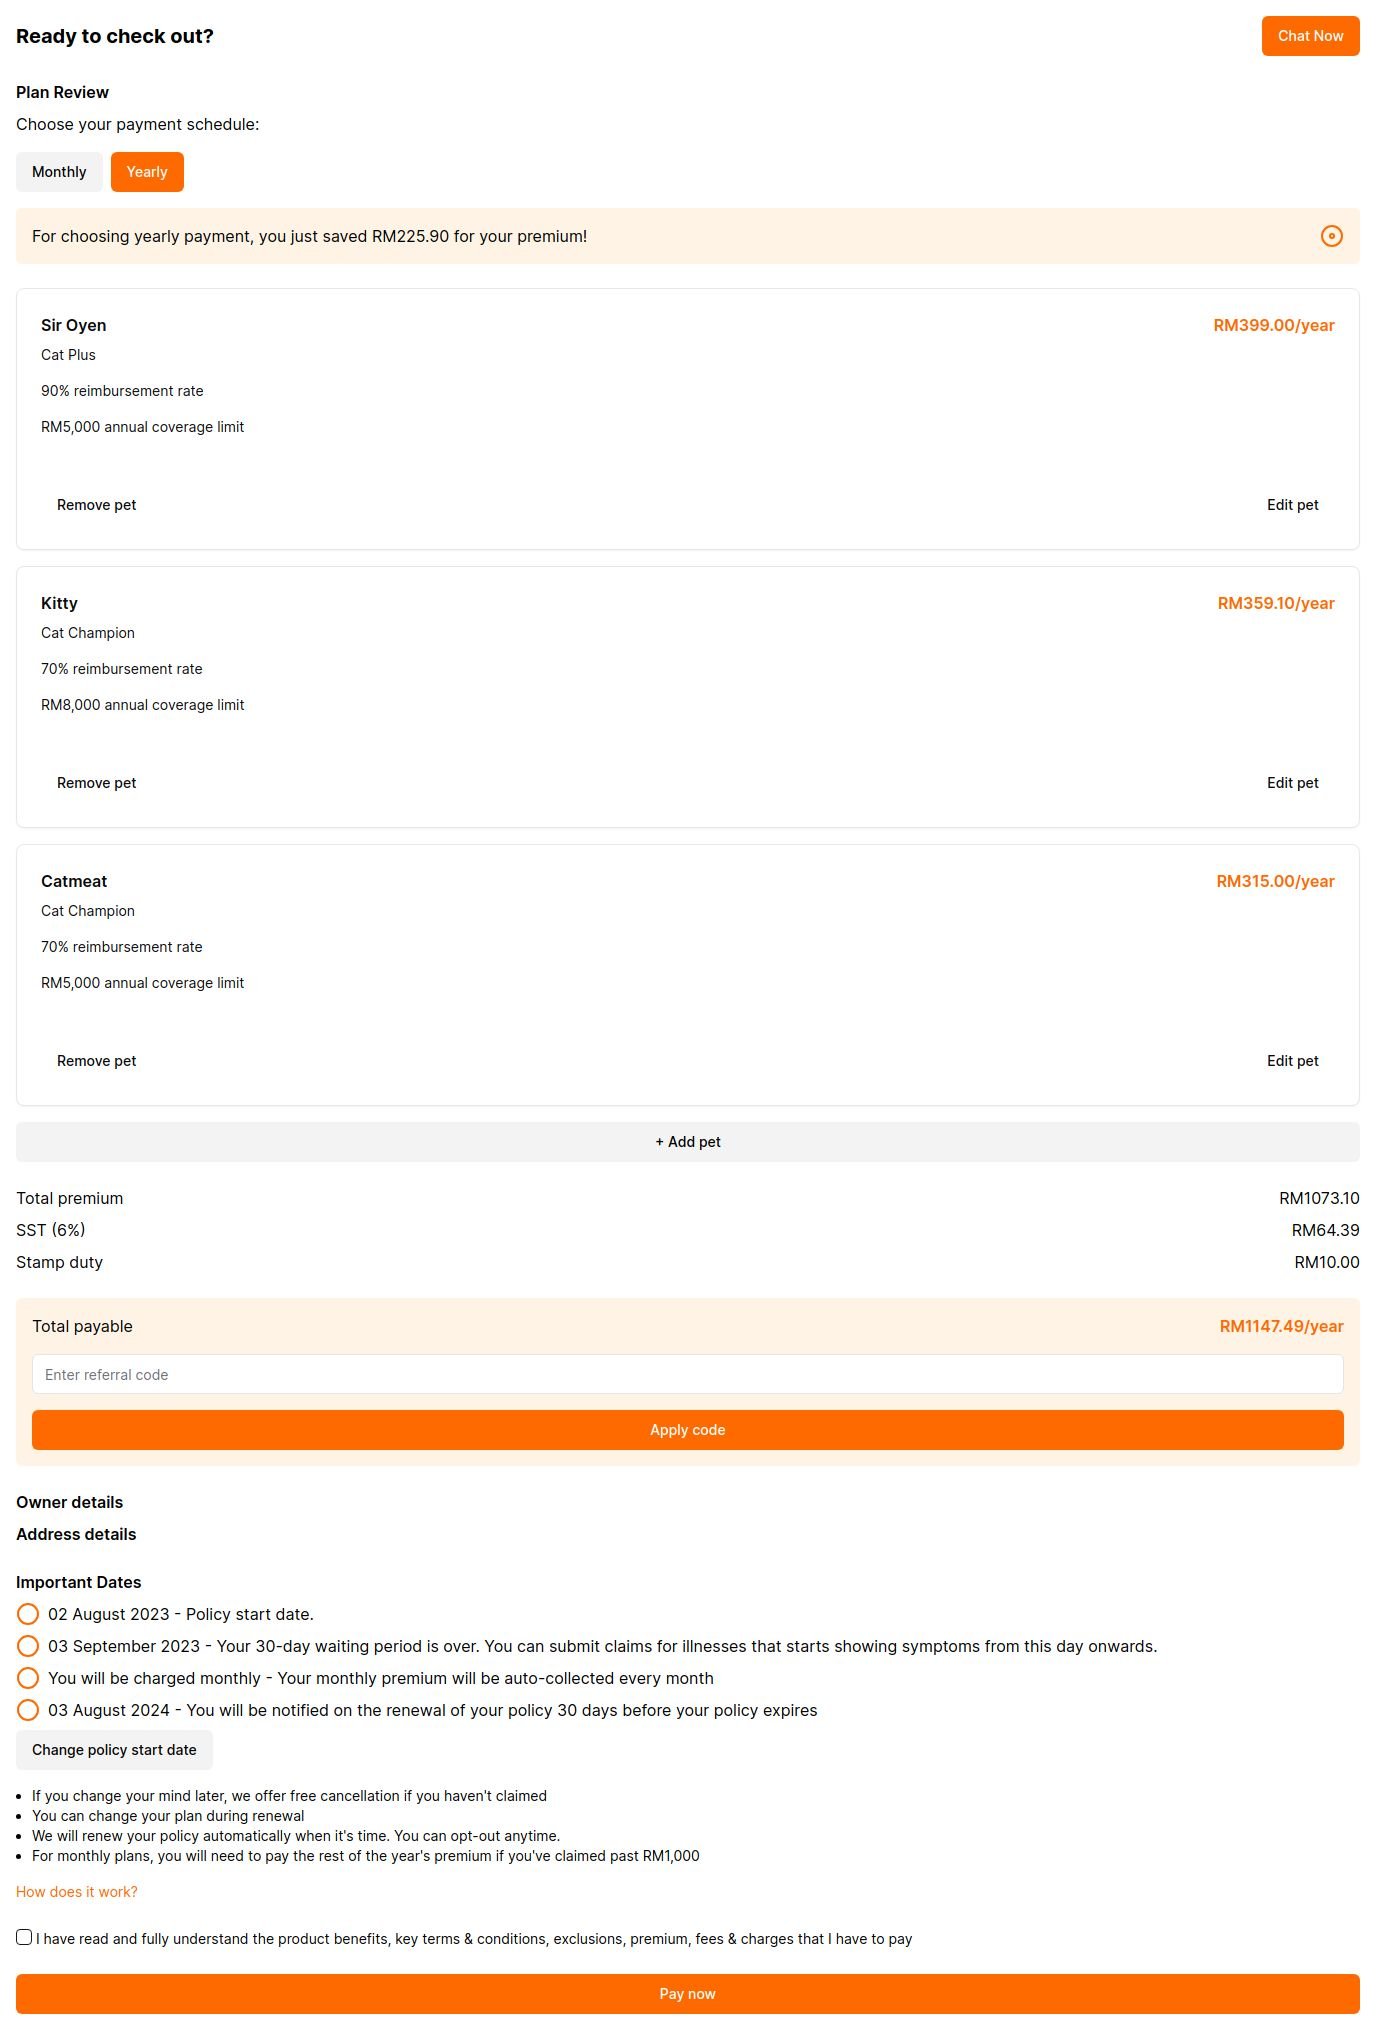 Ready to check out?
Chat Now
Plan Review
Choose your payment schedule:
Monthly
Yearly
For choosing yearly payment, you just saved RM225.90 for your premium!
Sir Oyen
RM399.00/year
Cat Plus
90% reimbursement rate
RM5,000 annual coverage limit
Remove pet
Edit pet
Kitty
RM359.10/year
Cat Champion
70% reimbursement rate
RM8,000 annual coverage limit
Remove pet
Edit pet
Catmeat
RM315.00/year
Cat Champion
70% reimbursement rate
RM5,000 annual coverage limit
Remove pet
Edit pet
+ Add pet
Total premium
RM1073.10
SST (6%)
RM64.39
Stamp duty
RM10.00
Total payable
RM1147.49/year
Enter referral code
Apply code
Owner details
Address details
Important Dates
02 August 2023 - Policy start date.
03 September 2023 - Your 30-day waiting period is over. You can submit claims for illnesses that starts showing symptoms from this day onwards.
You will be charged monthly - Your monthly premium will be auto-collected every month
03 August 2024 - You will be notified on the renewal of your policy 30 days before your policy expires
Change policy start date
• If you change your mind later, we offer free cancellation if you haven't claimed
• You can change your plan during renewal
• We will renew your policy automatically when it's time. You can opt-out anytime.
• For monthly plans, you will need to pay the rest of the year's premium if you've claimed past RM1,000
How does it work?
I have read and fully understand the product benefits, key terms & conditions, exclusions, premium, fees & charges that I have to pay
Pay now